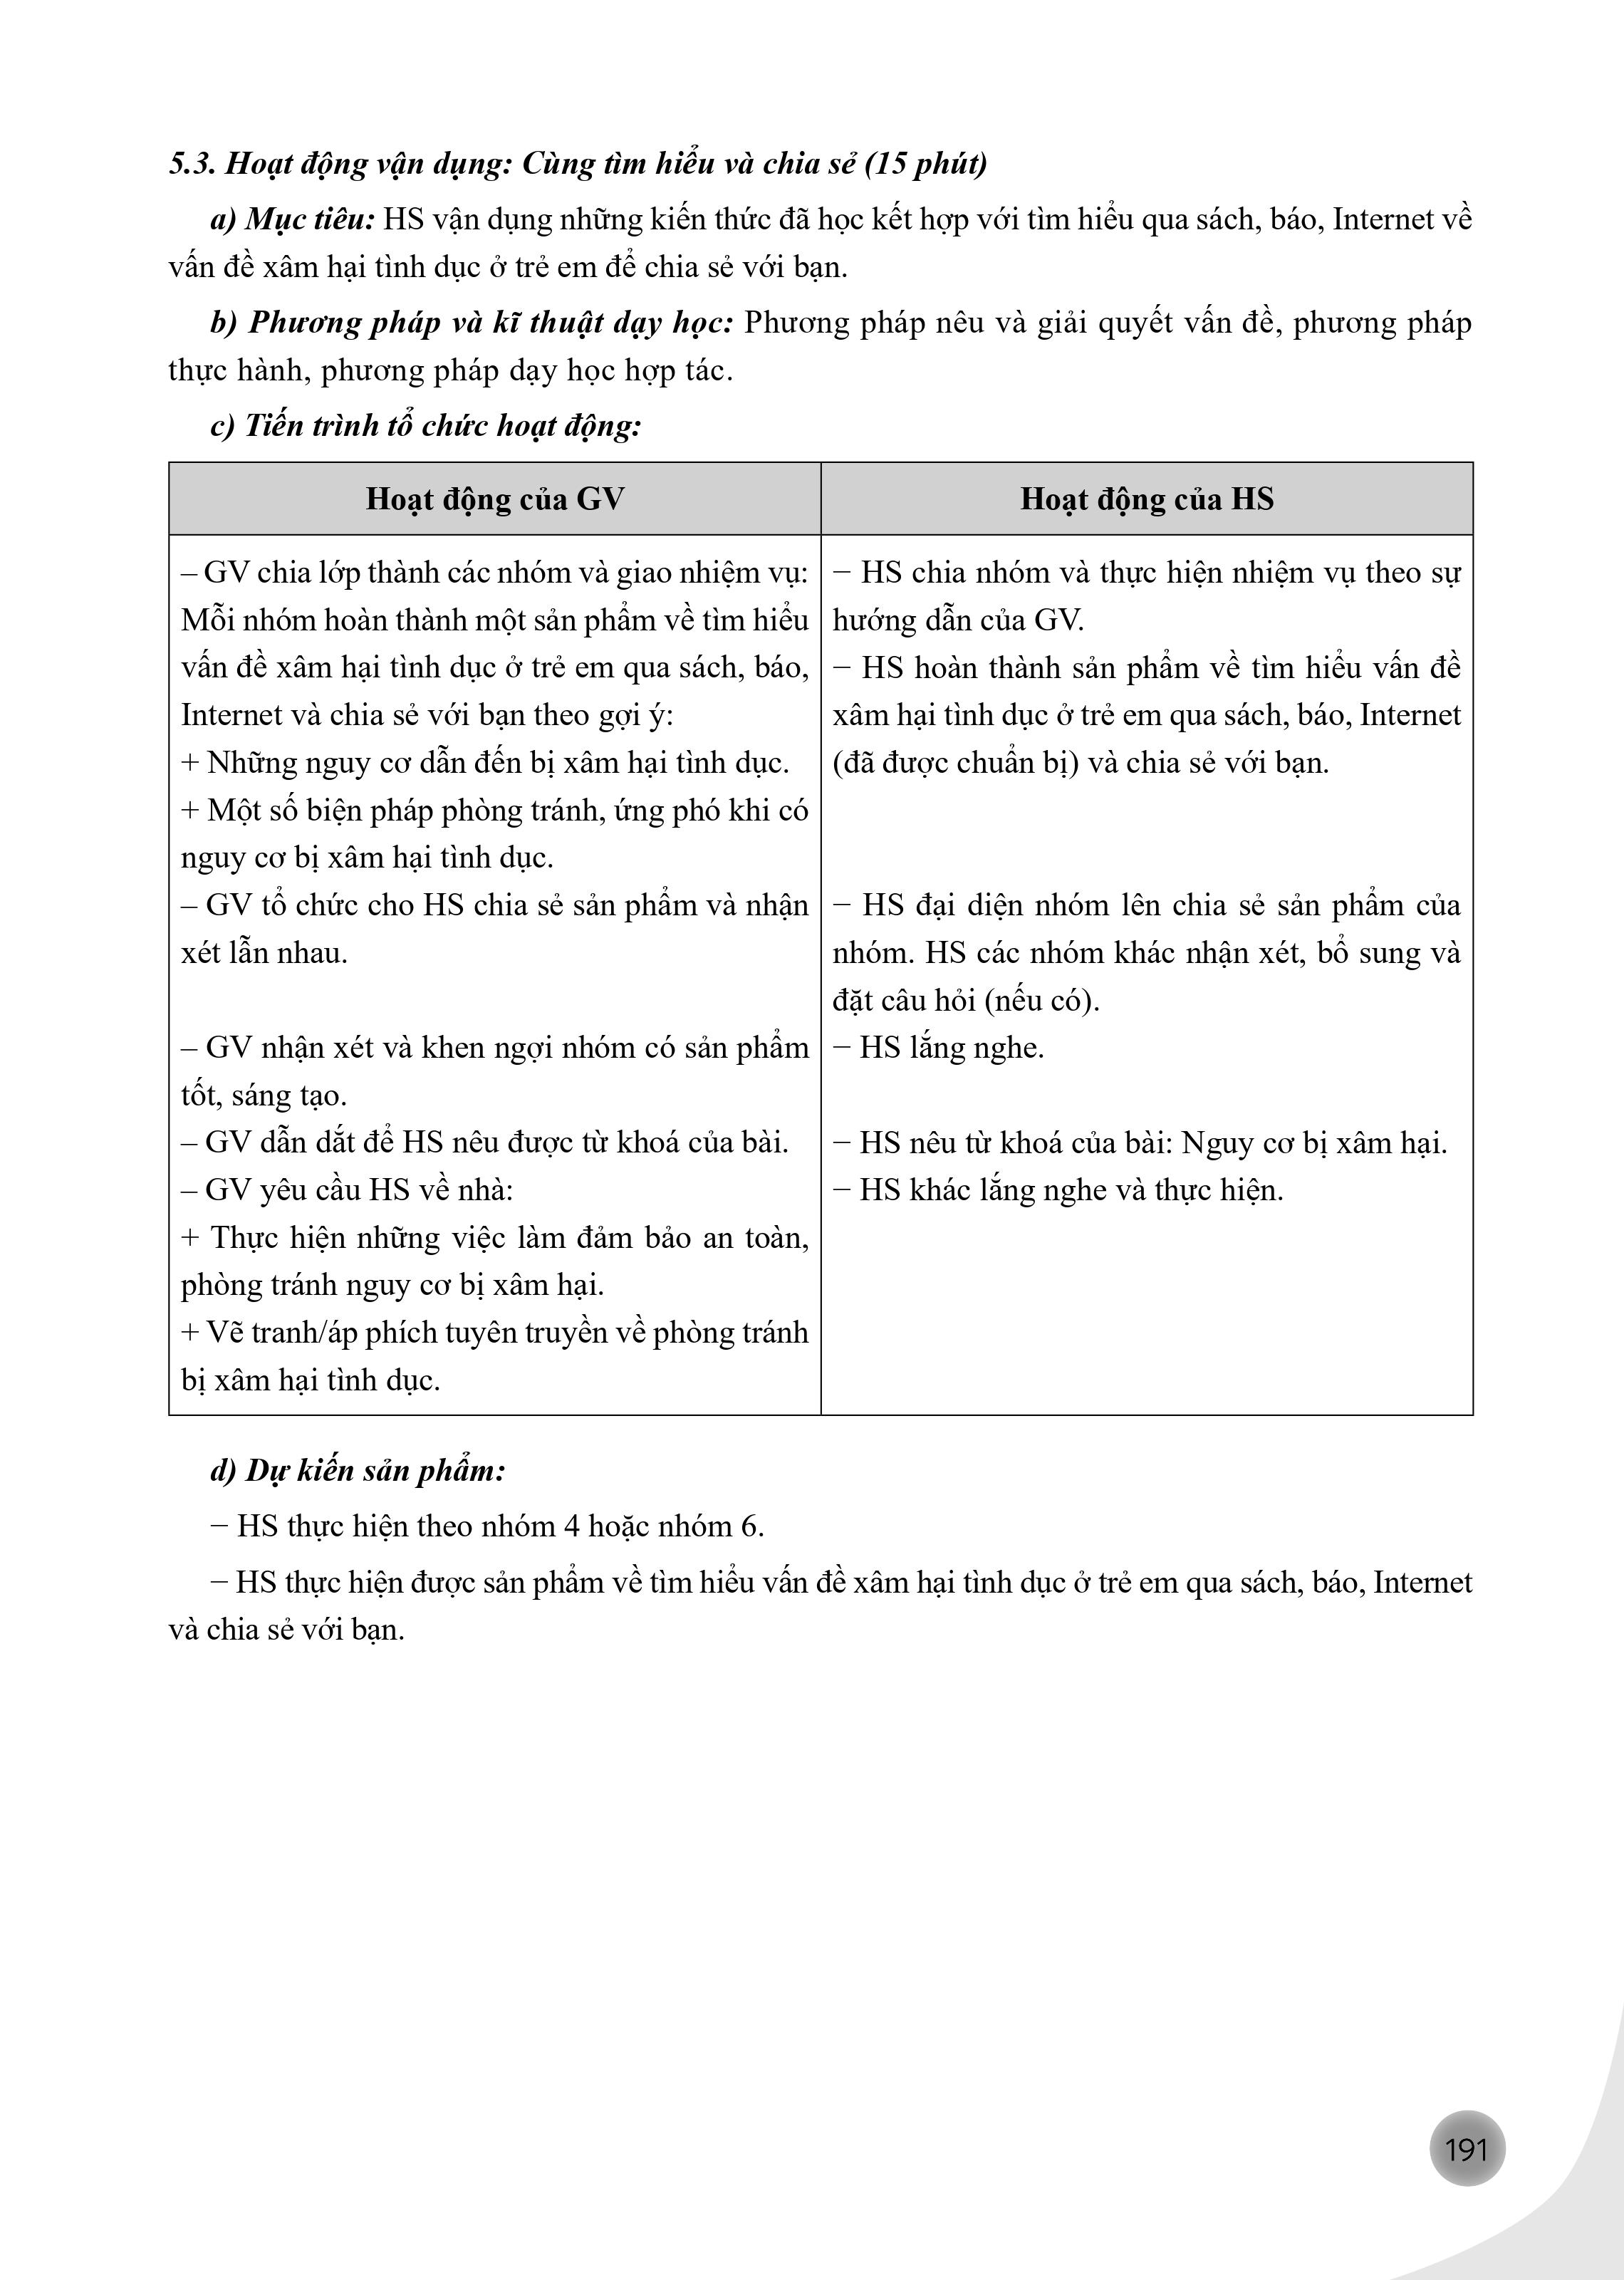 5.3. Hoạt động vận dụng: Cùng tìm hiểu và chia sẻ (15 phút)
a) Mục tiêu: HS vận dụng những kiến thức đã học kết hợp với tìm hiểu qua sách, báo, Internet về
vấn đề xâm hại tình dục ở trẻ em để chia sẻ với bạn.
b) Phương pháp và kĩ thuật dạy học: Phương pháp nêu và giải quyết vấn đề, phương pháp
thực hành, phương pháp dạy học hợp tác.
c) Tiến trình tổ chức hoạt động:
Hoạt động của GV
– GV chia lớp thành các nhóm và giao nhiệm vụ:
Mỗi nhóm hoàn thành một sản phẩm về tìm hiểu
vấn đề xâm hại tình dục ở trẻ em qua sách, báo,
Internet và chia sẻ với bạn theo gợi ý:
+ Những nguy cơ dẫn đến bị xâm hại tình dục.
+ Một số biện pháp phòng tránh, ứng phó khi có
nguy cơ bị xâm hại tình dục.
– GV tổ chức cho HS chia sẻ sản phẩm và nhận
xét lẫn nhau.
– GV nhận xét và khen ngợi nhóm có sản phẩm
tốt, sáng tạo.
– GV dẫn dắt để HS nêu được từ khoá của bài.
– GV yêu cầu HS về nhà:
+ Thực hiện những việc làm đảm bảo an toàn,
phòng tránh nguy cơ bị xâm hại.
+ Vẽ tranh/áp phích tuyên truyền về phòng tránh
bị xâm hại tình dục.
Hoạt động của HS
− HS chia nhóm và thực hiện nhiệm vụ theo sự
hướng dẫn của GV.
− HS hoàn thành sản phẩm về tìm hiểu vấn đề
xâm hại tình dục ở trẻ em qua sách, báo, Internet
(đã được chuẩn bị) và chia sẻ với bạn.
− HS đại diện nhóm lên chia sẻ sản phẩm của
nhóm. HS các nhóm khác nhận xét, bổ sung và
đặt câu hỏi (nếu có).
− HS lắng nghe.
− HS nêu từ khoá của bài: Nguy cơ bị xâm hại.
− HS khác lắng nghe và thực hiện.
d) Dự kiến sản phẩm:
− HS thực hiện theo nhóm 4 hoặc nhóm 6.
− HS thực hiện được sản phẩm về tìm hiểu vấn đề xâm hại tình dục ở trẻ em qua sách, báo, Internet
và chia sẻ với bạn.
191